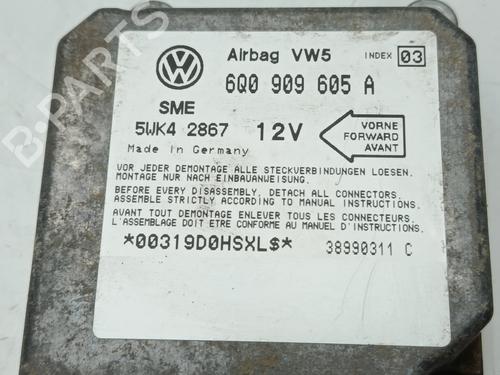 Airbag VW5 INDEX 03
6Q0 909 605 A
SME
5WK4 2867 12V
VORNE
FORWARD
AVANT
Made in Germany
VOR JEDER DEMONTAGE ALLE STECKVERBINDUNGEN LOESEN.
MONTAGE NUR NACH EINBAUANWEISUNG.
BEFORE EVERY DISASSEMBLY, DETACH ALL CONNECTORS.
ASSEMBLE STRICTLY ACCORDING TO MANUAL INSTRUCTIONS.
AVANT TOUT DEMONTAGE ENLEVER TOUS LES CONNECTEURS.
L'ASSEMBLAGE DOIT ETRE CONFORME AU MANUEL D'INSTRUCTIONS.
*00319D0HSXL$* 38990311 C
B-PARTS